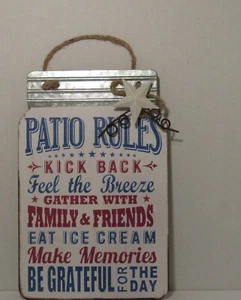 PATIO RULES
KICK BACK
Feel the Breeze
GATHER WITH
FAMILY & FRIENDS
EAT ICE CREAM
Make Memories
BE GRATEFUL FOR THE DAY